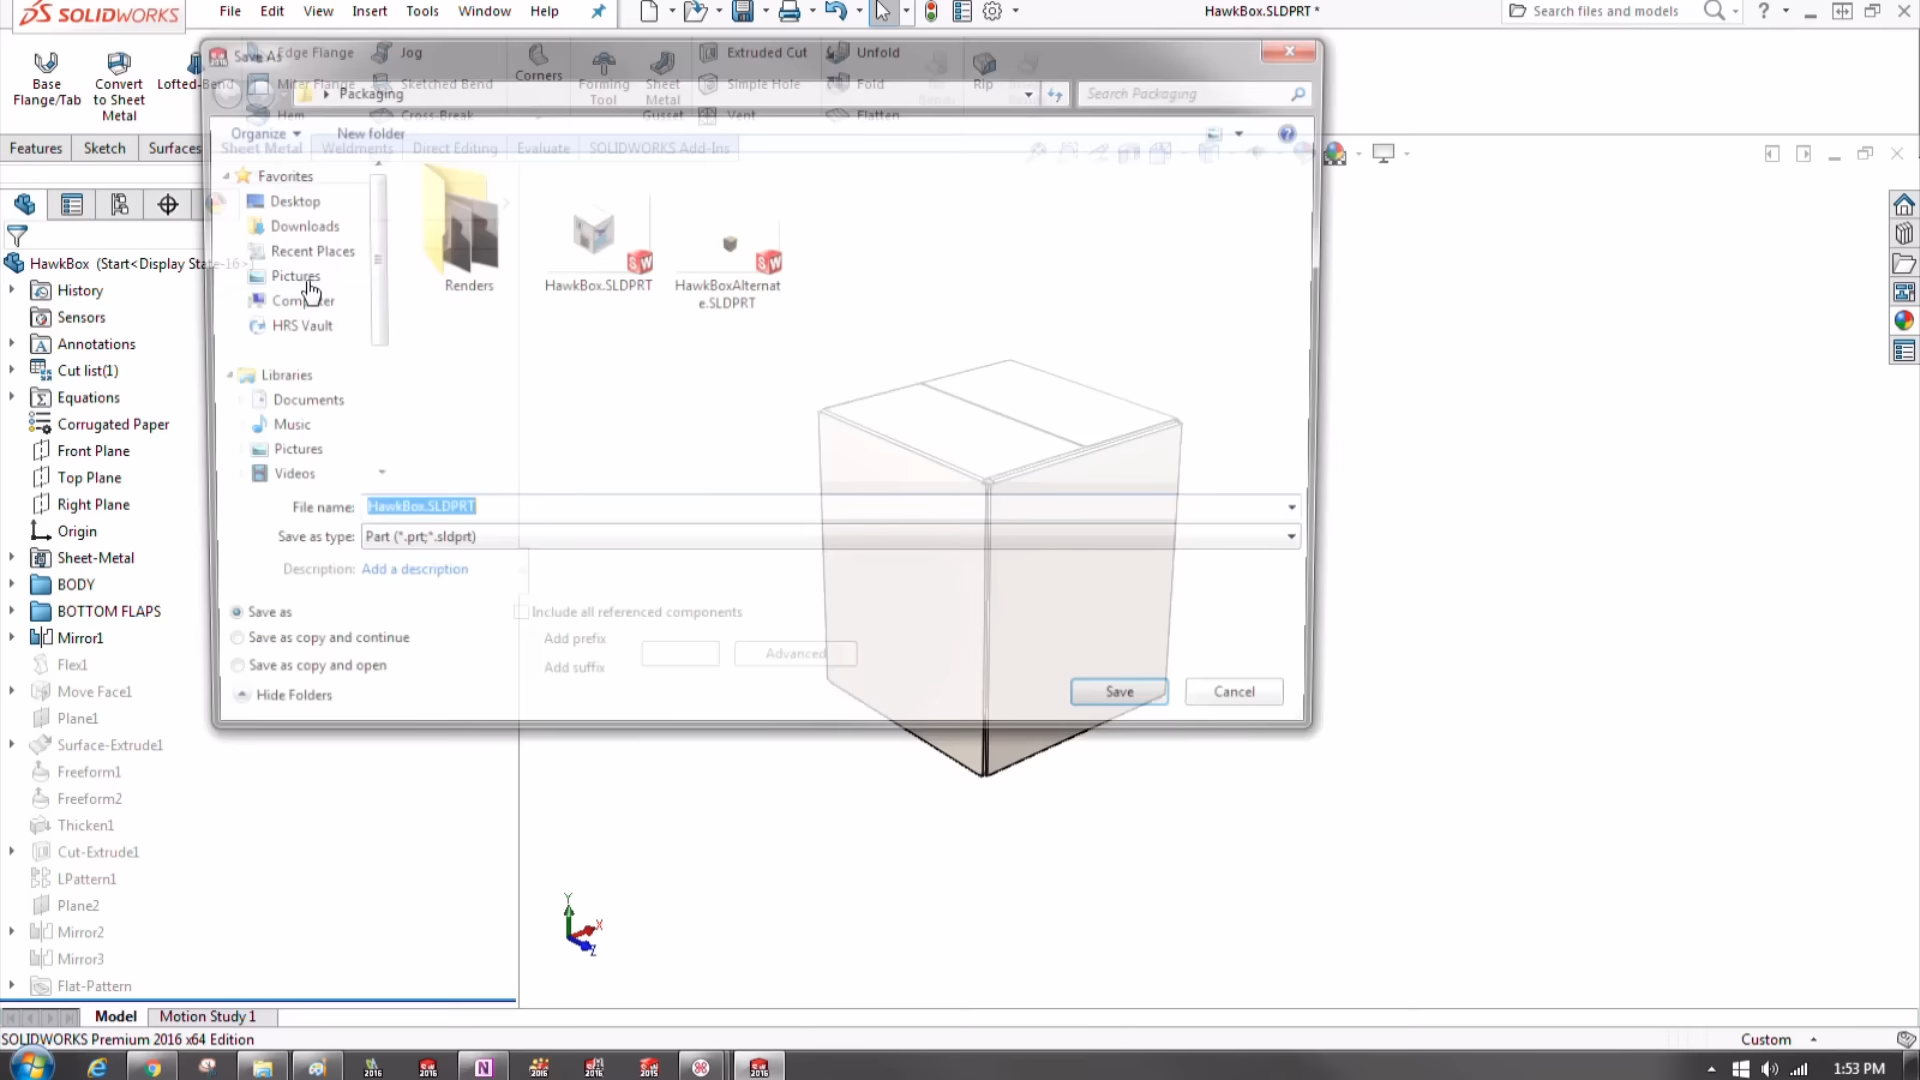 SOLIDWORKS
File Edit View Insert Tools Window Help
HawkBox.SLDPRT *
Search files and models
Base Flange/Tab
Convert to Sheet Metal
Lofted-Bend
Edge Flange
Miter Flange
Hem
Jog
Sketched Bend
Cross-Break
Corners
Forming Tool
Sheet Metal Gusset
Extruded Cut
Simple Hole
Vent
Unfold
Fold
Flatten
Rip
Save As
Packaging
Search Packaging
Organize
New folder
Features
Sketch
Surfaces
Sheet Metal
Weldments
Direct Editing
Evaluate
SOLIDWORKS Add-Ins
Favorites
Desktop
Downloads
Recent Places
Pictures
Computer
HRS Vault
Libraries
Documents
Music
Pictures
Videos
Renders
HawkBox.SLDPRT
HawkBoxAlternat
e.SLDPRT
File name: HawkBox.SLDPRT
Save as type: Part (*.prt;*.sldprt)
Description: Add a description
Save as
Save as copy and continue
Save as copy and open
Include all referenced components
Add prefix
Add suffix
Advanced
Hide Folders
Save
Cancel
HawkBox (Start<Display State-16>
History
Sensors
Annotations
Cut list(1)
Equations
Corrugated Paper
Front Plane
Top Plane
Right Plane
Origin
Sheet-Metal
BODY
BOTTOM FLAPS
Mirror1
Flex1
Move Face1
Plane1
Surface-Extrude1
Freeform1
Freeform2
Thicken1
Cut-Extrude1
LPattern1
Plane2
Mirror2
Mirror3
Flat-Pattern
Y
X
Z
Model
Motion Study 1
SOLIDWORKS Premium 2016 x64 Edition
Custom
1:53 PM